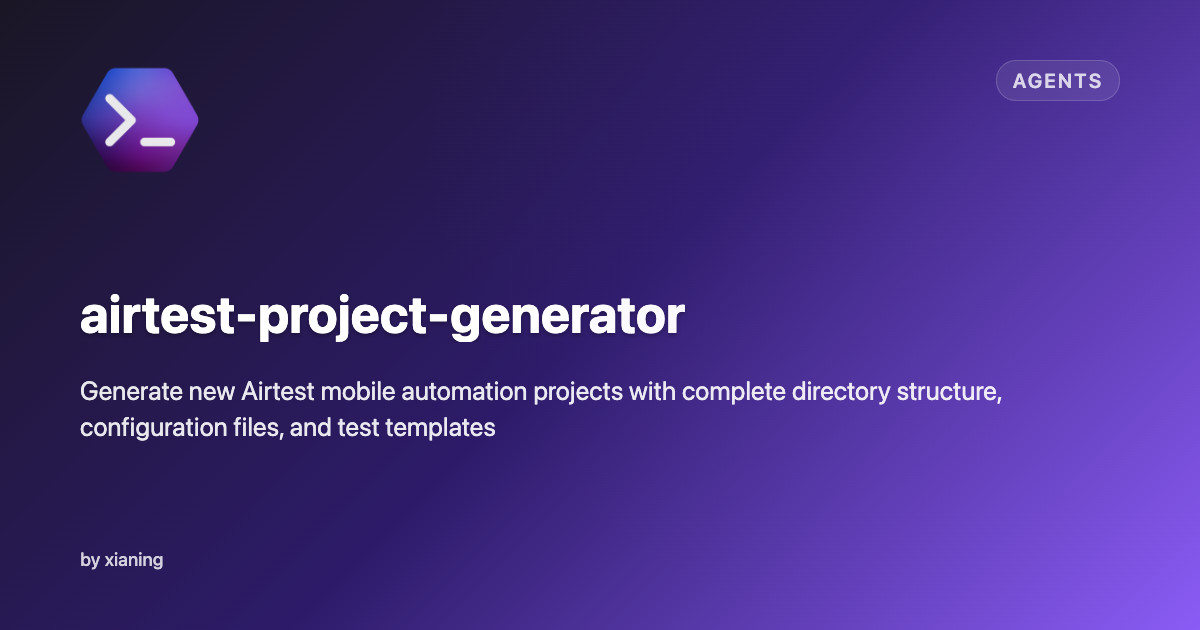 AGENTS
airtest-project-generator
Generate new Airtest mobile automation projects with complete directory structure,
configuration files, and test templates
by xianing